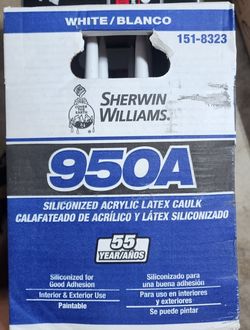 WHITE/BLANCO
151-8323
SHERWIN
WILLIAMS.
950A
SILICONIZED ACRYLIC LATEX CAULK
CALAFATEADO DE ACRÍLICO Y LÁTEX SILICONIZADO
55
YEAR/AÑOS
Siliconized for
Good Adhesion
Interior & Exterior Use
Paintable
Siliconizado para
una buena adhesión
Para uso en interiores
y exteriores
Se puede pintar